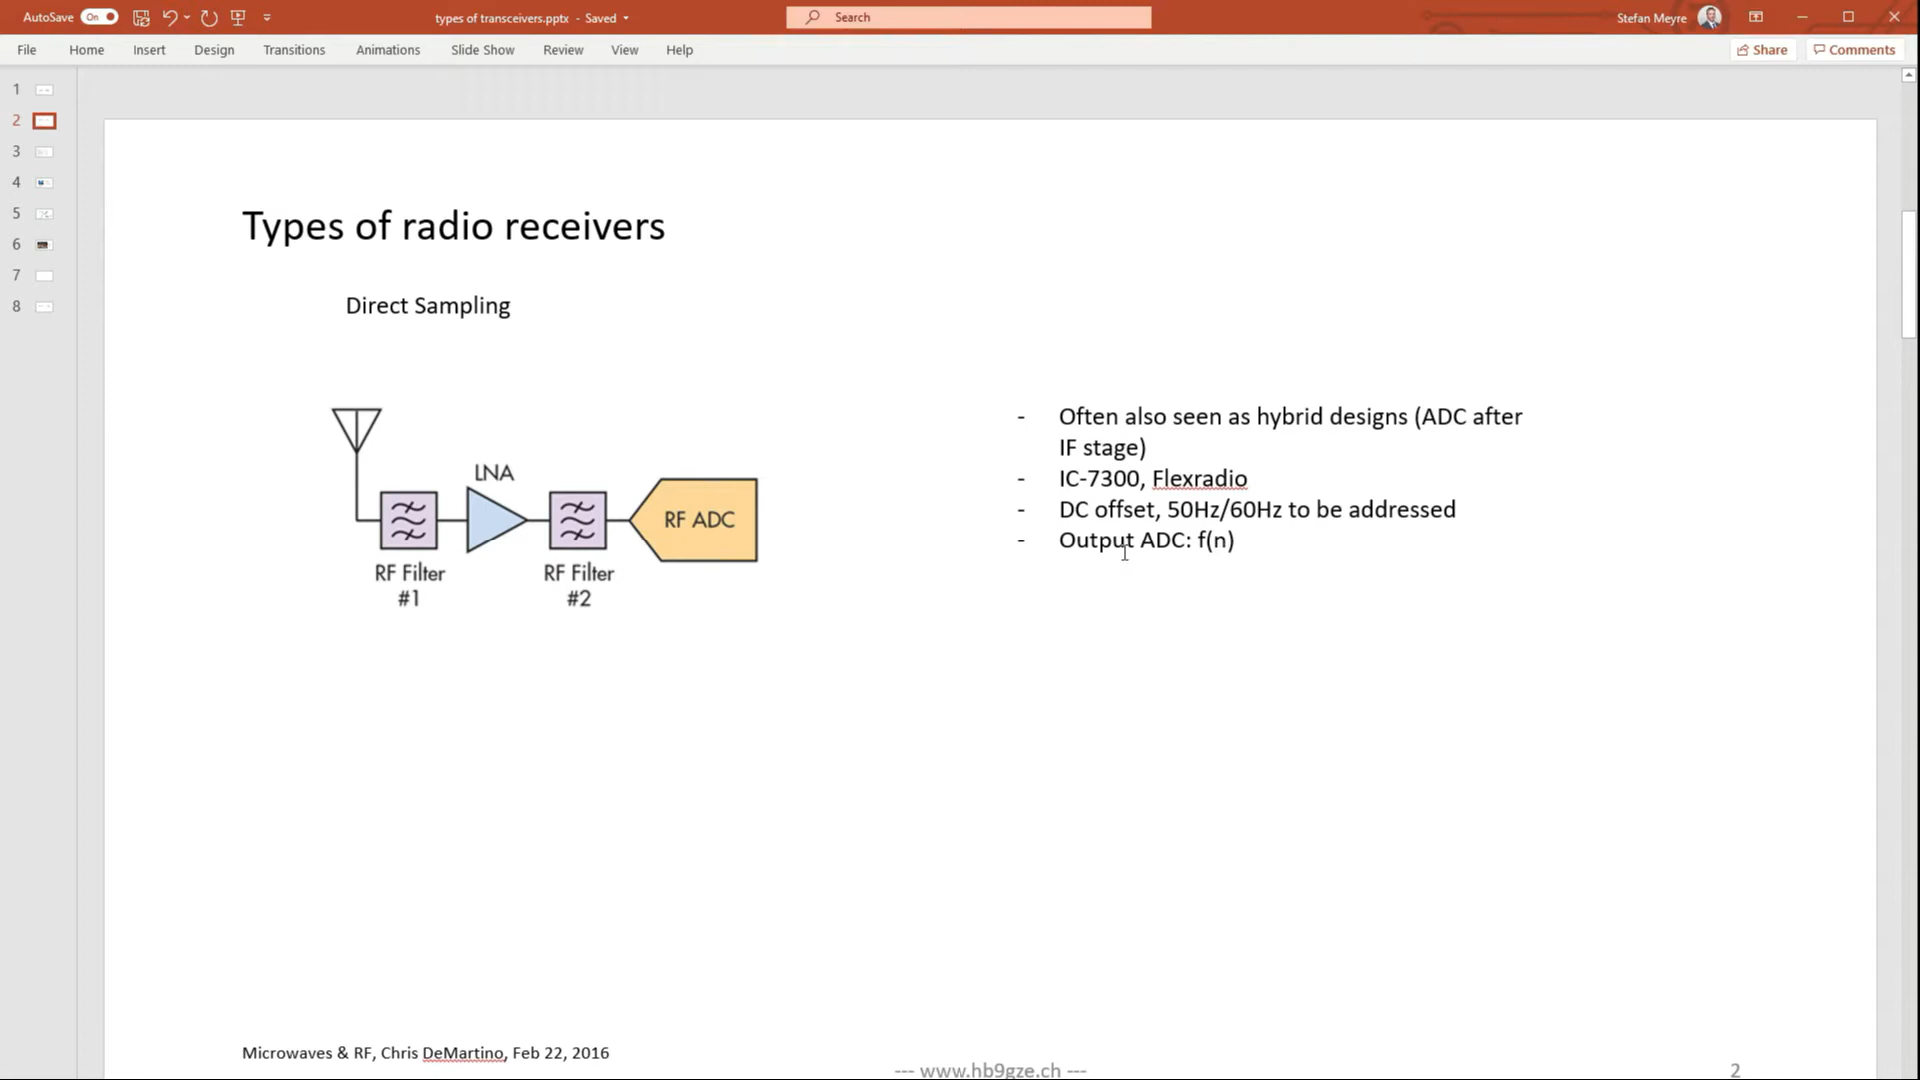 AutoSave On types of transceivers.pptx - Saved Search Stefan Meyre
File Home Insert Design Transitions Animations Slide Show Review View Help Share Comments
1
2
3
4
5
6
7
8
Types of radio receivers
Direct Sampling
LNA
RF ADC
RF Filter
#1
RF Filter
#2
- Often also seen as hybrid designs (ADC after
IF stage)
- IC-7300, Flexradio
- DC offset, 50Hz/60Hz to be addressed
- Output ADC: f(n)
Microwaves & RF, Chris DeMartino, Feb 22, 2016
--- www.hb9gze.ch ---
2